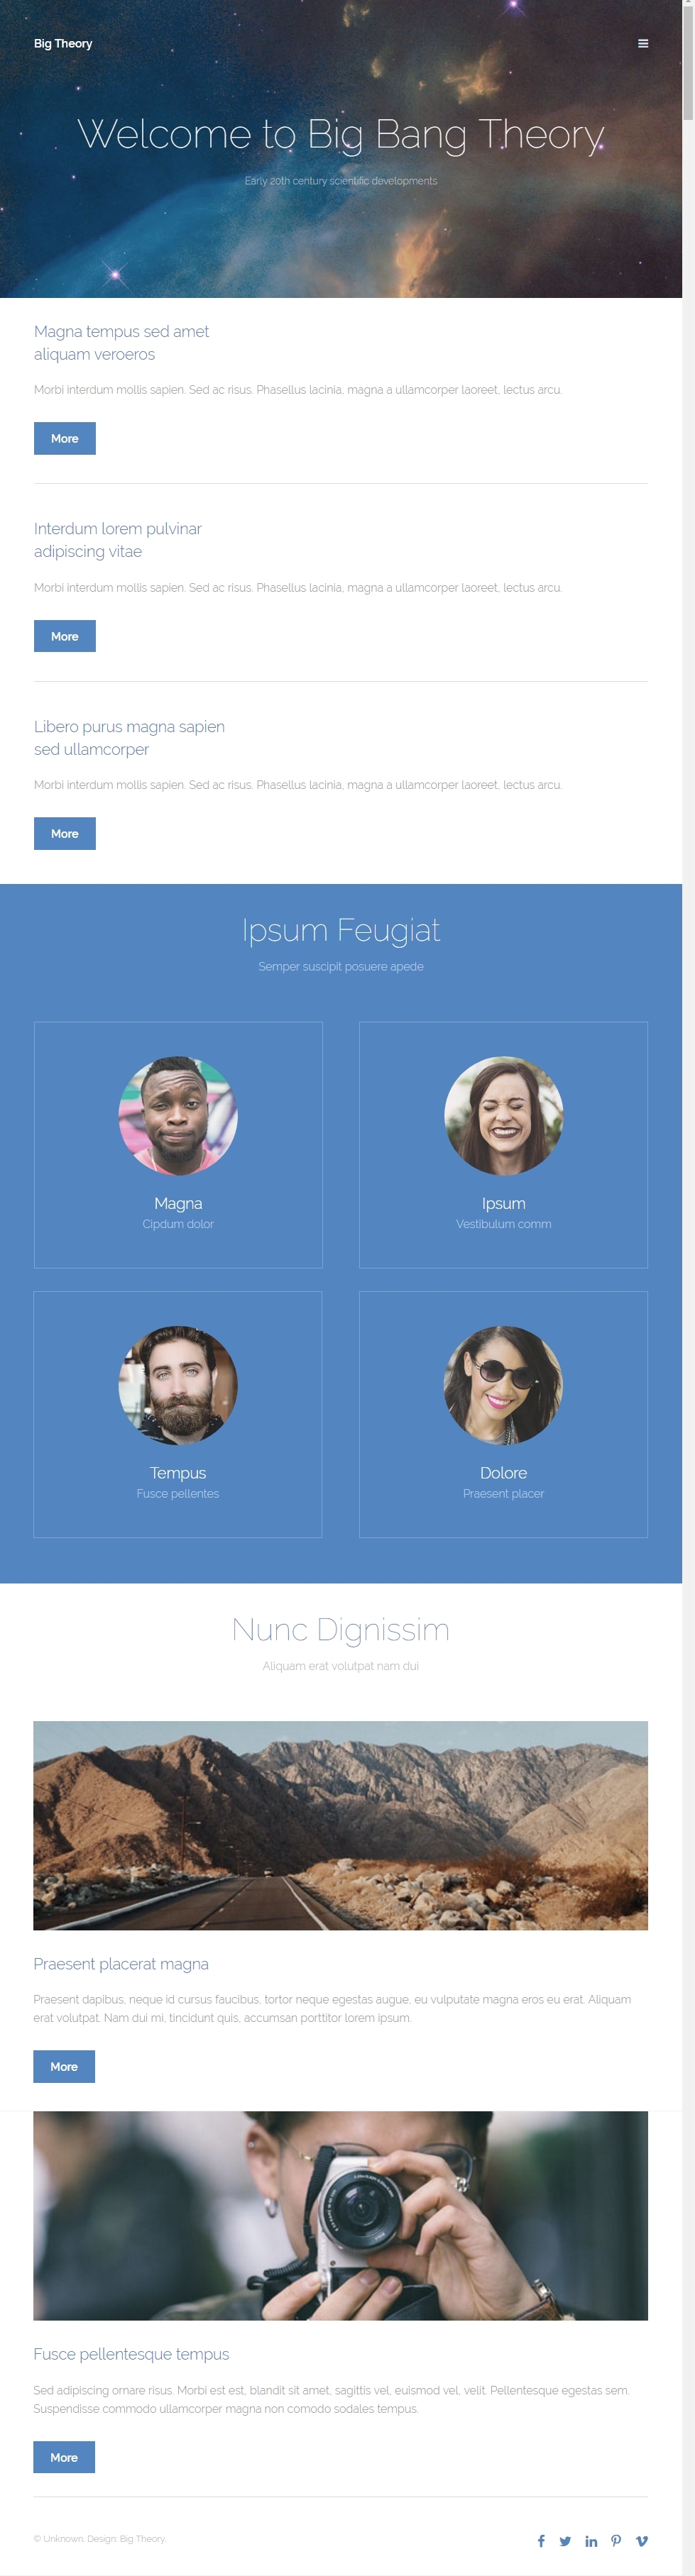 Big Theory
Welcome to Big Bang Theory
Early 20th century scientific developments
Magna tempus sed amet
aliquam veroeros
Morbi interdum mollis sapien. Sed ac risus. Phasellus lacinia, magna a ullamcorper laoreet, lectus arcu.
More
Interdum lorem pulvinar
adipiscing vitae
Morbi interdum mollis sapien. Sed ac risus. Phasellus lacinia, magna a ullamcorper laoreet, lectus arcu.
More
Libero purus magna sapien
sed ullamcorper
Morbi interdum mollis sapien. Sed ac risus. Phasellus lacinia, magna a ullamcorper laoreet, lectus arcu.
More
Ipsum Feugiat
Semper suscipit posuere apede
Magna
Cipdum dolor
Ipsum
Vestibulum comm
Tempus
Fusce pellentes
Dolore
Praesent placer
Nunc Dignissim
Aliquam erat volutpat nam dui
Praesent placerat magna
Praesent dapibus, neque id cursus faucibus, tortor neque egestas augue, eu vulputate magna eros eu erat. Aliquam
erat volutpat. Nam dui mi, tincidunt quis, accumsan porttitor lorem ipsum.
More
Fusce pellentesque tempus
Sed adipiscing ornare risus. Morbi est est, blandit sit amet, sagittis vel, euismod vel, velit. Pellentesque egestas sem.
Suspendisse commodo ullamcorper magna non comodo sodales tempus.
More
© Unknown. Design: Big Theory.